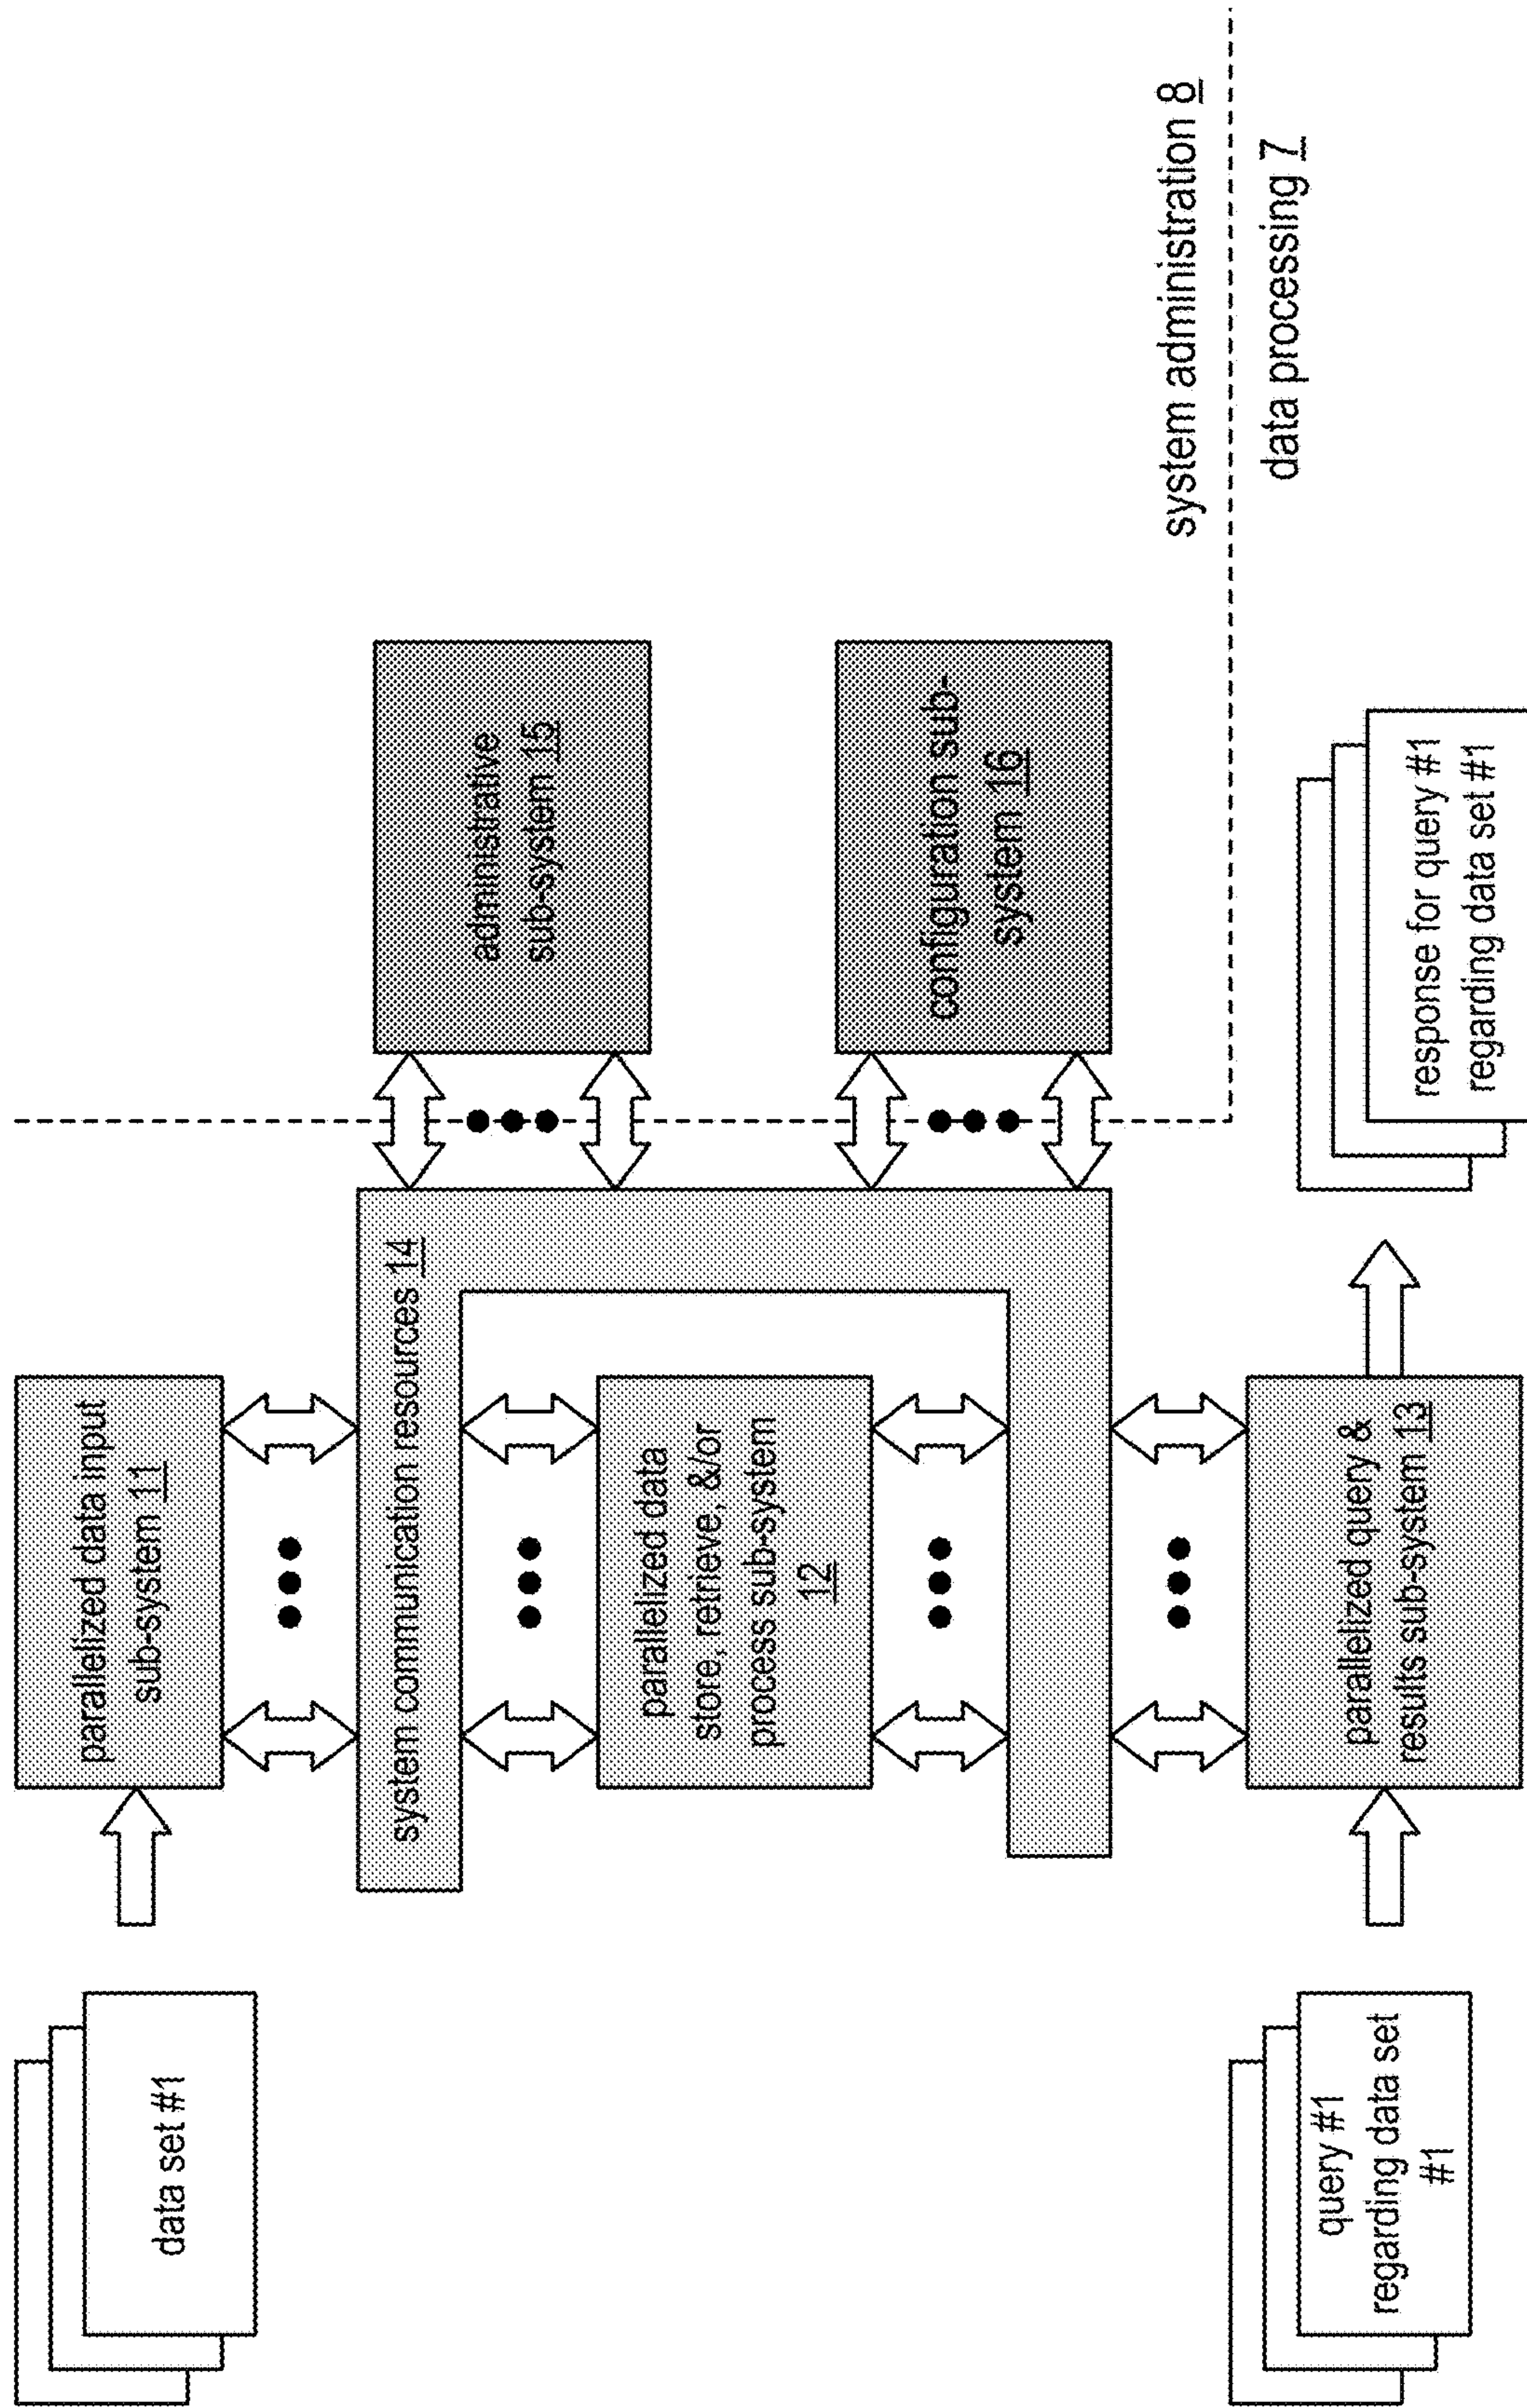 data set #1
parallelized data input
sub-system 11
system communication resources 14
parallelized data
store, retrieve, &/or
process sub-system
12
administrative
sub-system 15
configuration sub-
system 16
system administration 8
data processing 7
query #1
regarding data set
#1
parallelized query &
results sub-system 13
response for query #1
regarding data set #1